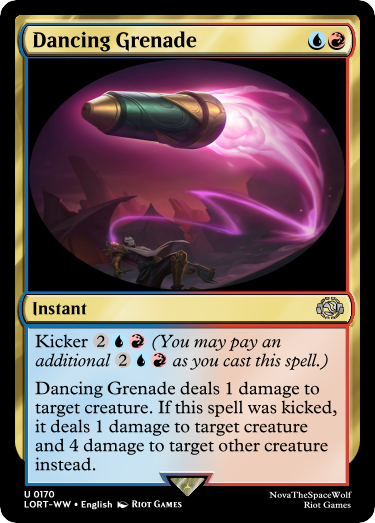 Dancing Grenade
Instant
Kicker 2 (You may pay an
additional 2 as you cast this spell.)
Dancing Grenade deals 1 damage to
target creature. If this spell was kicked,
it deals 1 damage to target creature
and 4 damage to target other creature
instead.
U 0170
LORT-WW • English Riot Games
NovaTheSpaceWolf
Riot Games